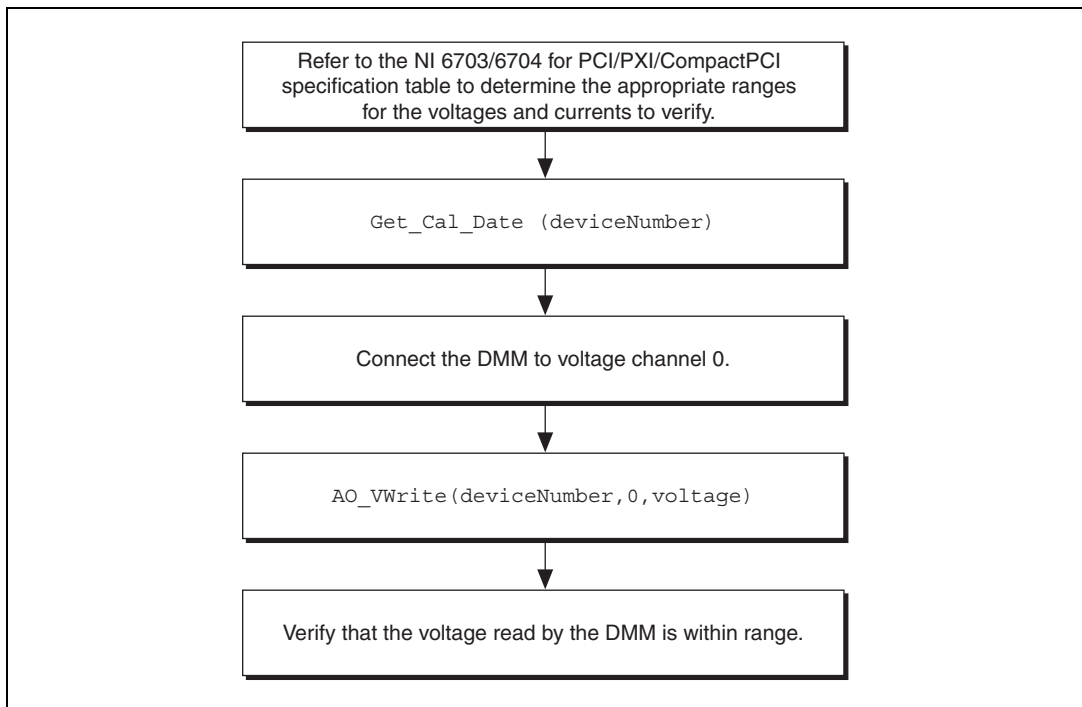 Refer to the NI 6703/6704 for PCI/PXI/CompactPCI
specification table to determine the appropriate ranges
for the voltages and currents to verify.
Get_Cal_Date (deviceNumber)
Connect the DMM to voltage channel 0.
AO_VWrite(deviceNumber,0,voltage)
Verify that the voltage read by the DMM is within range.